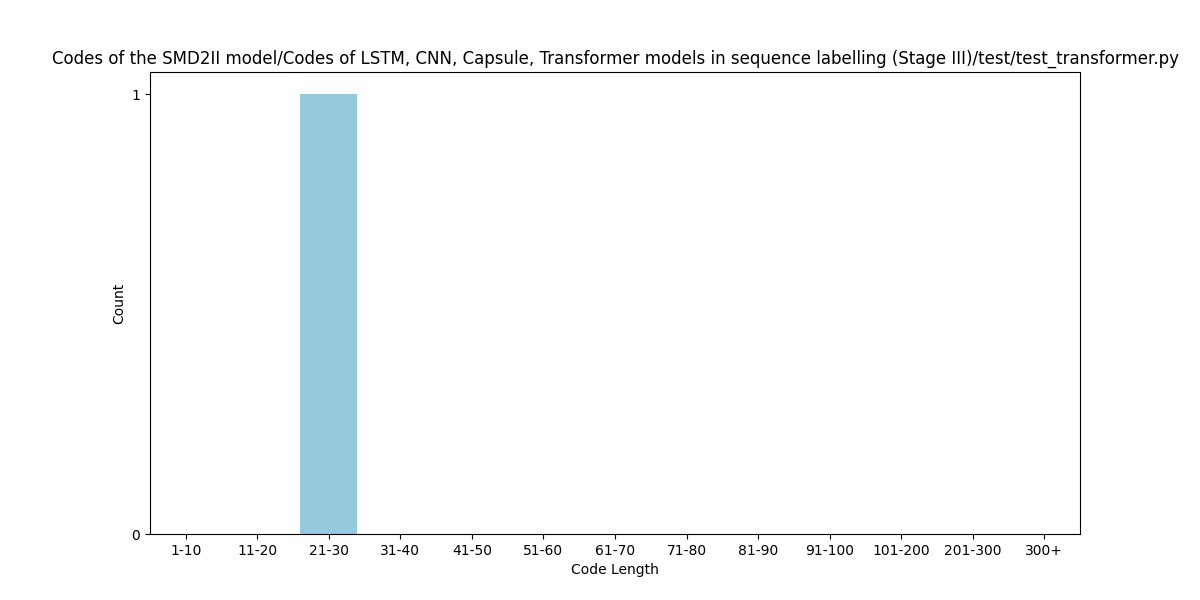 Codes of the SMD2II model/Codes of LSTM, CNN, Capsule, Transformer models in sequence labelling (Stage III)/test/test_transformer.py
1
Count
0
1-10 11-20 21-30 31-40 41-50 51-60 61-70 71-80 81-90 91-100 101-200 201-300 300+
Code Length